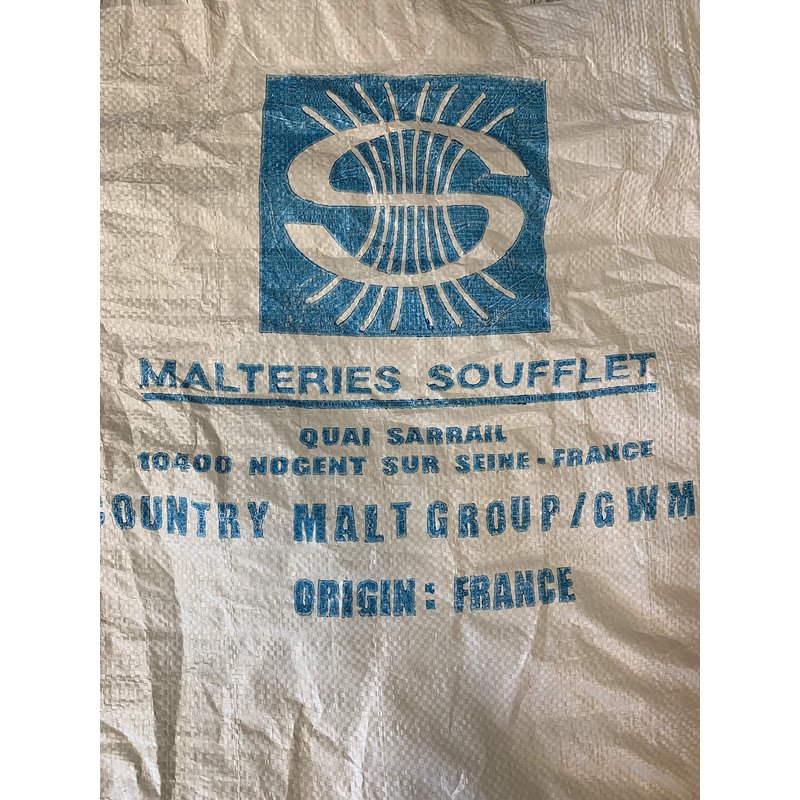 S
MALTERIES SOUFFLET
QUAI SARRAIL
10400 NOGENT SUR SEINE - FRANCE
COUNTRY MALT GROUP / GWM
ORIGIN : FRANCE